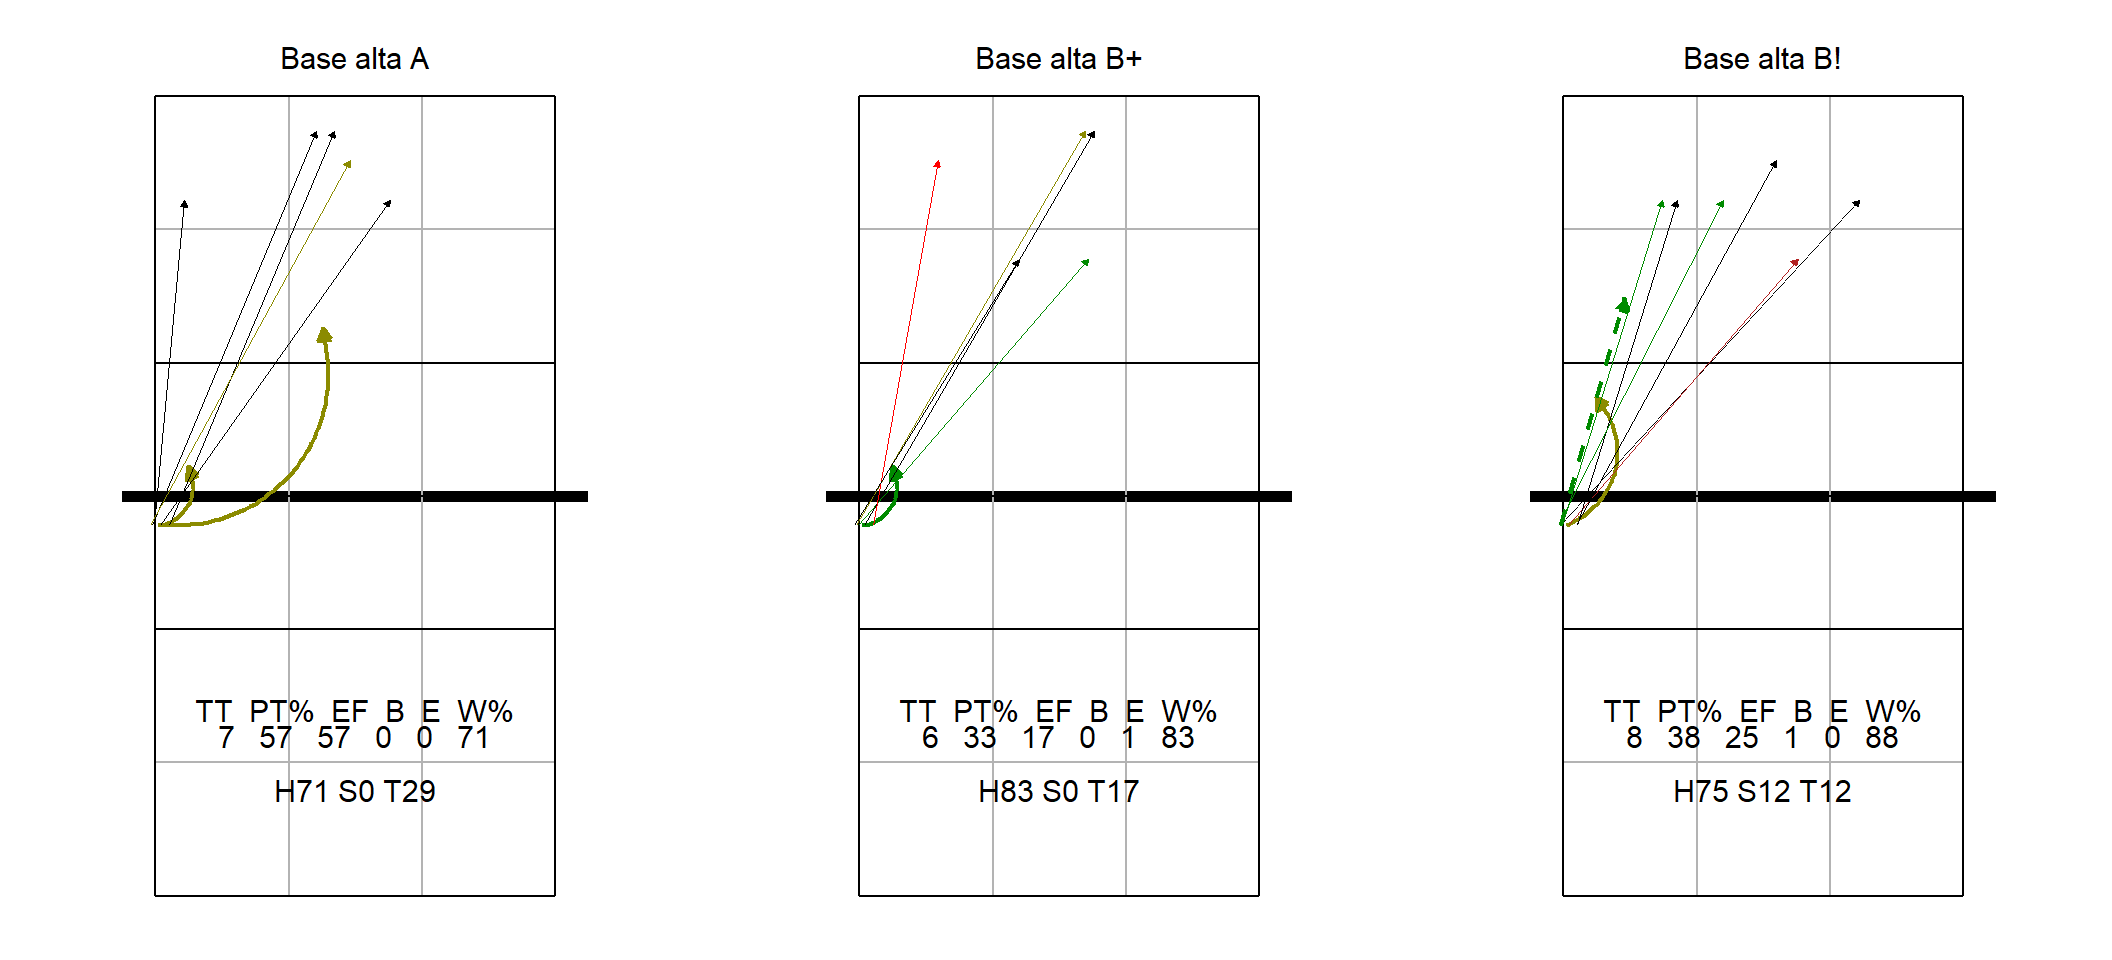 Base alta A
TT PT% EF B E W%
7 57 57 0 0 71
H71 S0 T29
Base alta B+
TT PT% EF B E W%
6 33 17 0 1 83
H83 S0 T17
Base alta B!
TT PT% EF B E W%
8 38 25 1 0 88
H75 S12 T12